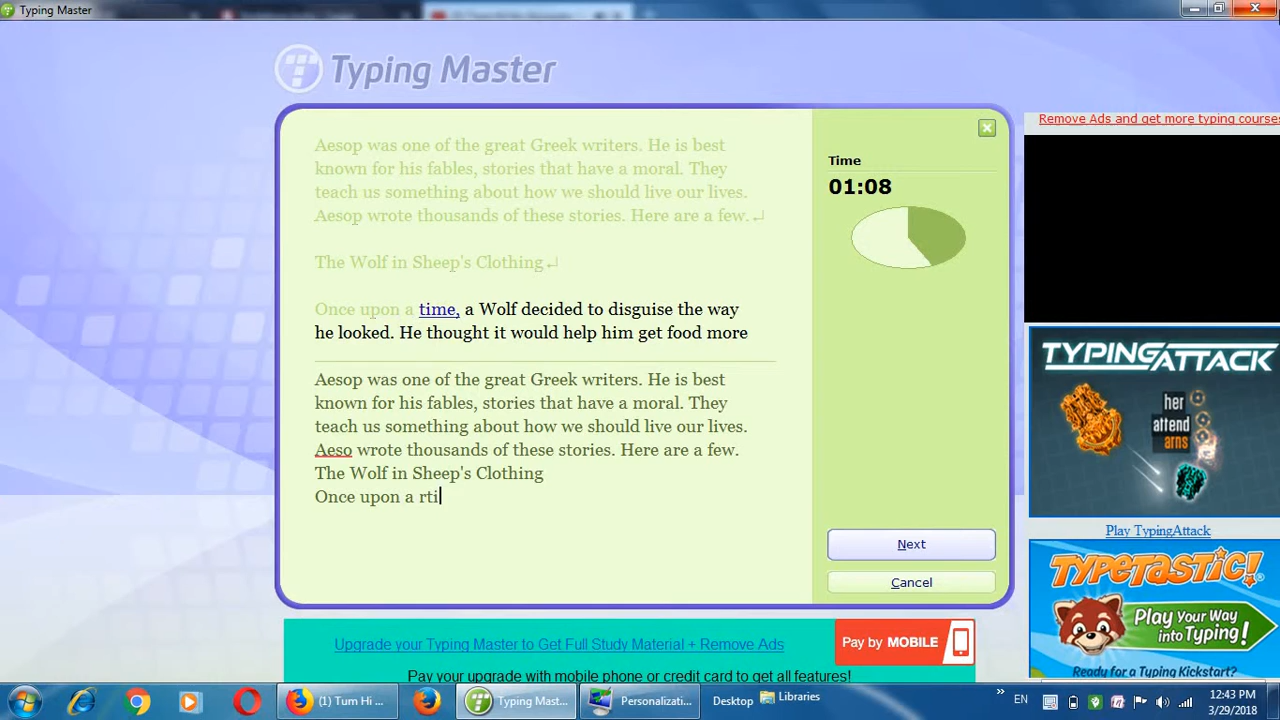 Typing Master
Typing Master
Aesop was one of the great Greek writers. He is best
known for his fables, stories that have a moral. They
teach us something about how we should live our lives.
Aesop wrote thousands of these stories. Here are a few.↵
The Wolf in Sheep's Clothing↵
Once upon a time, a Wolf decided to disguise the way
he looked. He thought it would help him get food more
Aesop was one of the great Greek writers. He is best
known for his fables, stories that have a moral. They
teach us something about how we should live our lives.
Aeso wrote thousands of these stories. Here are a few.
The Wolf in Sheep's Clothing
Once upon a rti
Time
01:08
Next
Cancel
Remove Ads and get more typing courses
TYPINGATTACK
her
attend
arns
Play TypingAttack
TYPETASTIC!
Play Your Way
into Typing!
Ready for a Typing Kickstart?
Upgrade your Typing Master to Get Full Study Material + Remove Ads
Pay by MOBILE
Pay your upgrade with mobile phone or credit card to get all features!
(1) Tum Hi ...
Typing Mast...
Personalizati...
Desktop
Libraries
»
EN
12:43 PM
3/29/2018